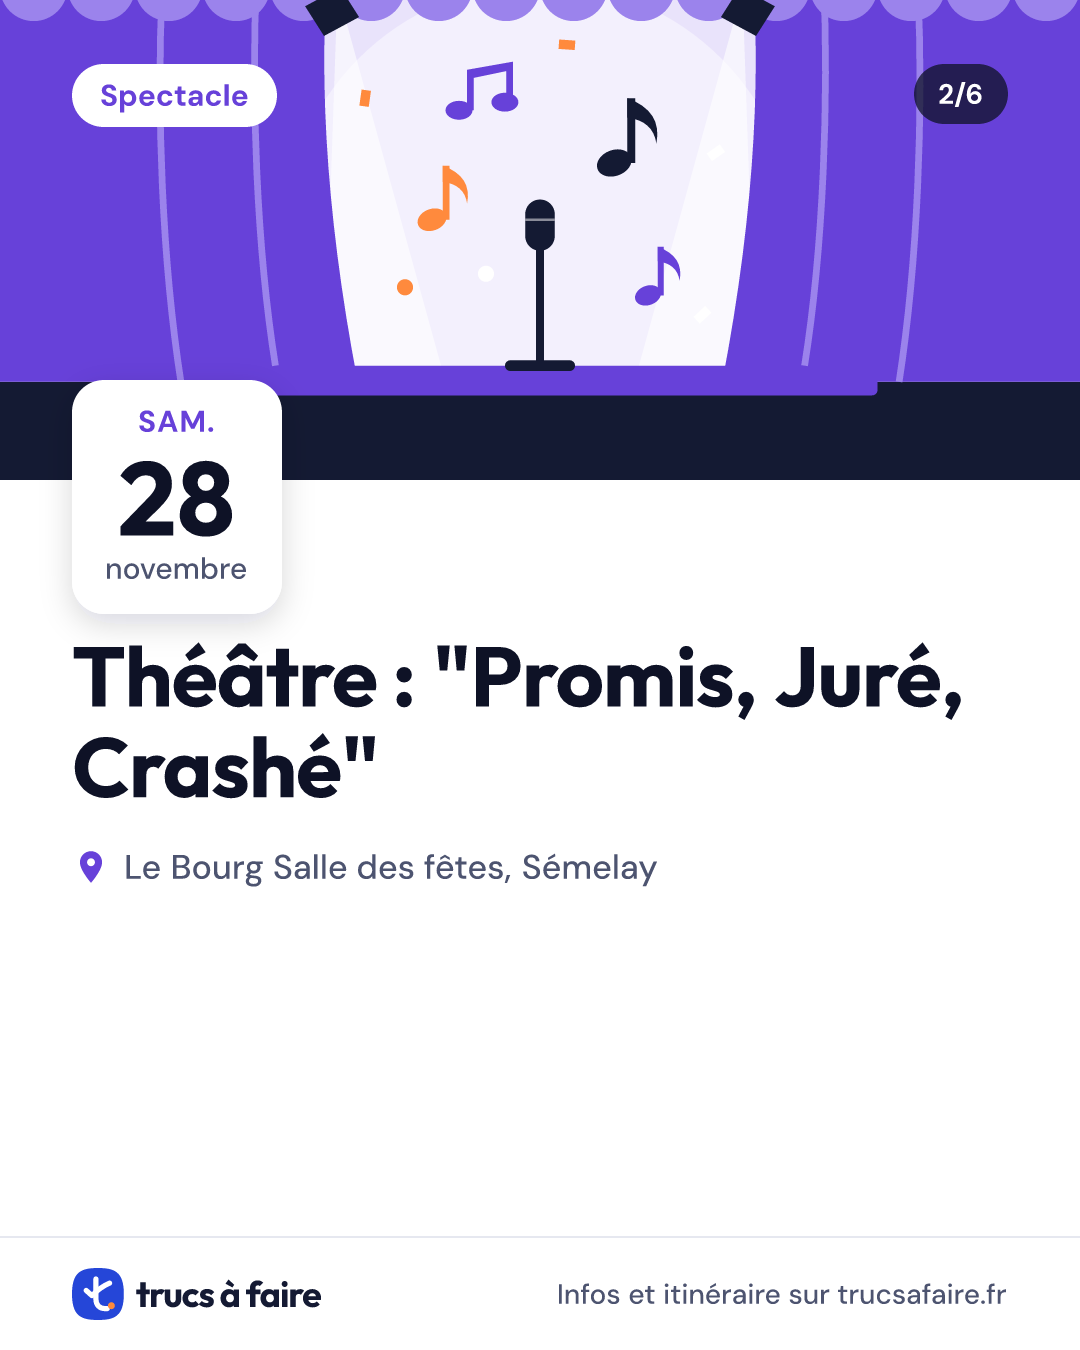 Spectacle
2/6
SAM.
28
novembre
Théâtre : "Promis, Juré,
Crashé"
Le Bourg Salle des fêtes, Sémelay
trucs à faire
Infos et itinéraire sur trucsafaire.fr